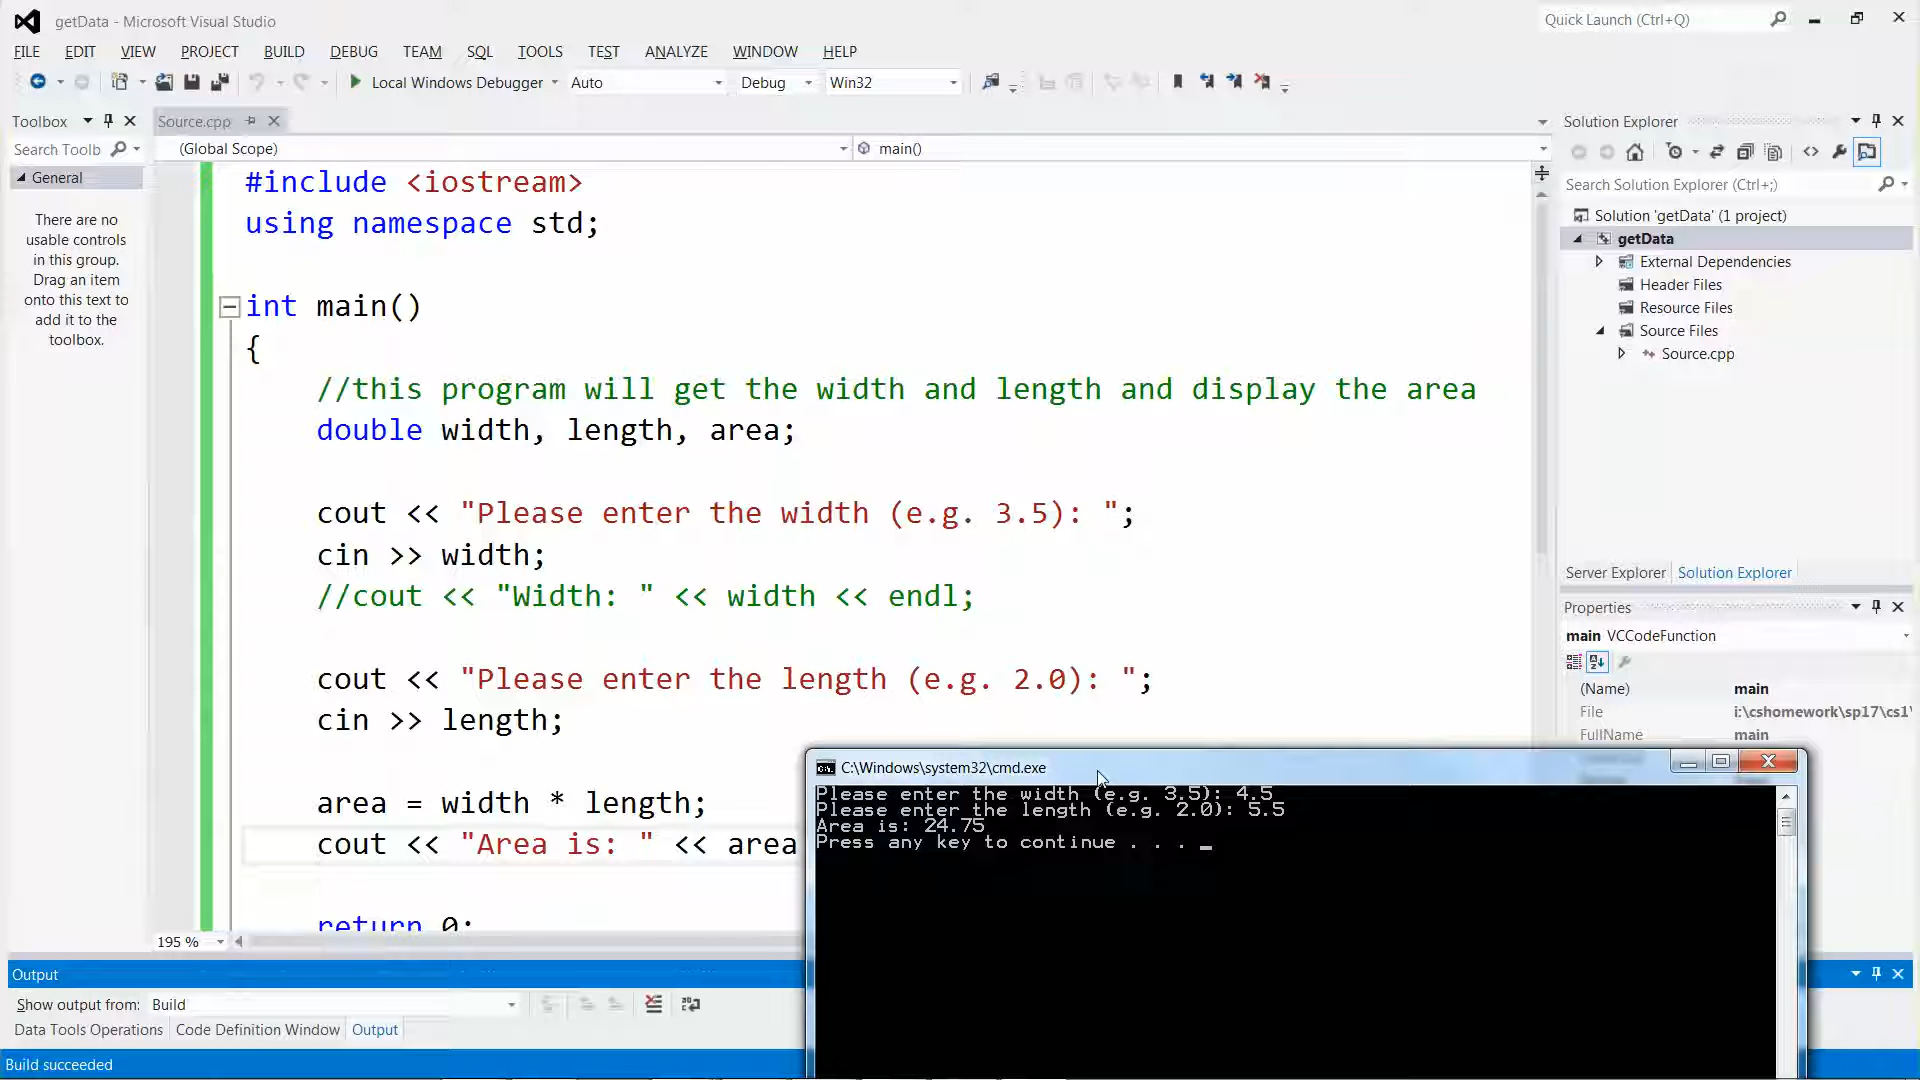 getData - Microsoft Visual Studio
Quick Launch (Ctrl+Q)
FILE EDIT VIEW PROJECT BUILD DEBUG TEAM SQL TOOLS TEST ANALYZE WINDOW HELP
Local Windows Debugger Auto Debug Win32
Toolbox
Source.cpp
Solution Explorer
Search Toolb
(Global Scope)
main()
General
There are no
usable controls
in this group.
Drag an item
onto this text to
add it to the
toolbox.
#include <iostream>
using namespace std;
int main()
{
//this program will get the width and length and display the area
double width, length, area;
cout << "Please enter the width (e.g. 3.5): ";
cin >> width;
//cout << "Width: " << width << endl;
cout << "Please enter the length (e.g. 2.0): ";
cin >> length;
area = width * length;
cout << "Area is: " << area
return 0;
195 %
Search Solution Explorer (Ctrl+;)
Solution 'getData' (1 project)
getData
External Dependencies
Header Files
Resource Files
Source Files
Source.cpp
Server Explorer Solution Explorer
Properties
main VCCodeFunction
(Name) main
File i:\cshomework\sp17\cs1\
FullName main
C:\Windows\system32\cmd.exe
Please enter the width (e.g. 3.5): 4.5
Please enter the length (e.g. 2.0): 5.5
Area is: 24.75
Press any key to continue . . . _
Output
Show output from: Build
Data Tools Operations Code Definition Window Output
Build succeeded